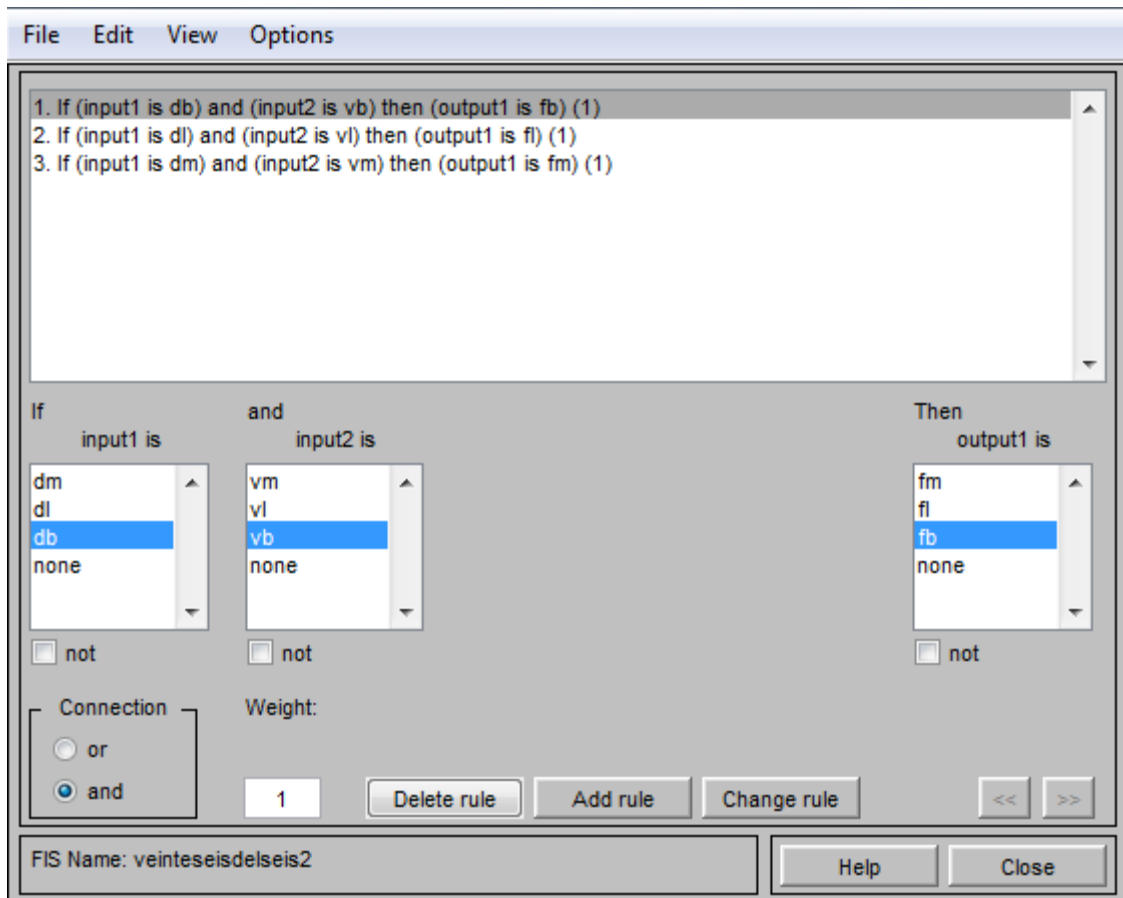 File Edit View Options
1. If (input1 is db) and (input2 is vb) then (output1 is fb) (1)
2. If (input1 is dl) and (input2 is vl) then (output1 is fl) (1)
3. If (input1 is dm) and (input2 is vm) then (output1 is fm) (1)
If and Then
input1 is input2 is output1 is
dm vm fm
dl vl fl
db vb fb
none none none
not not not
Connection Weight:
or
and 1 Delete rule Add rule Change rule << >>
FIS Name: veinteseisdelseis2 Help Close